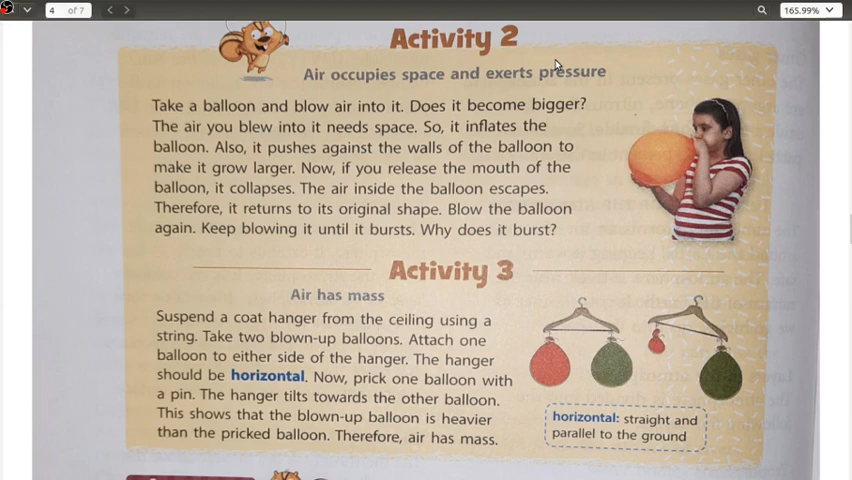 4 of 7
165.99%
Activity 2
Air occupies space and exerts pressure
Take a balloon and blow air into it. Does it become bigger?
The air you blew into it needs space. So, it inflates the
balloon. Also, it pushes against the walls of the balloon to
make it grow larger. Now, if you release the mouth of the
balloon, it collapses. The air inside the balloon escapes.
Therefore, it returns to its original shape. Blow the balloon
again. Keep blowing it until it bursts. Why does it burst?
Activity 3
Air has mass
Suspend a coat hanger from the ceiling using a
string. Take two blown-up balloons. Attach one
balloon to either side of the hanger. The hanger
should be horizontal. Now, prick one balloon with
a pin. The hanger tilts towards the other balloon.
This shows that the blown-up balloon is heavier
than the pricked balloon. Therefore, air has mass.
horizontal: straight and
parallel to the ground